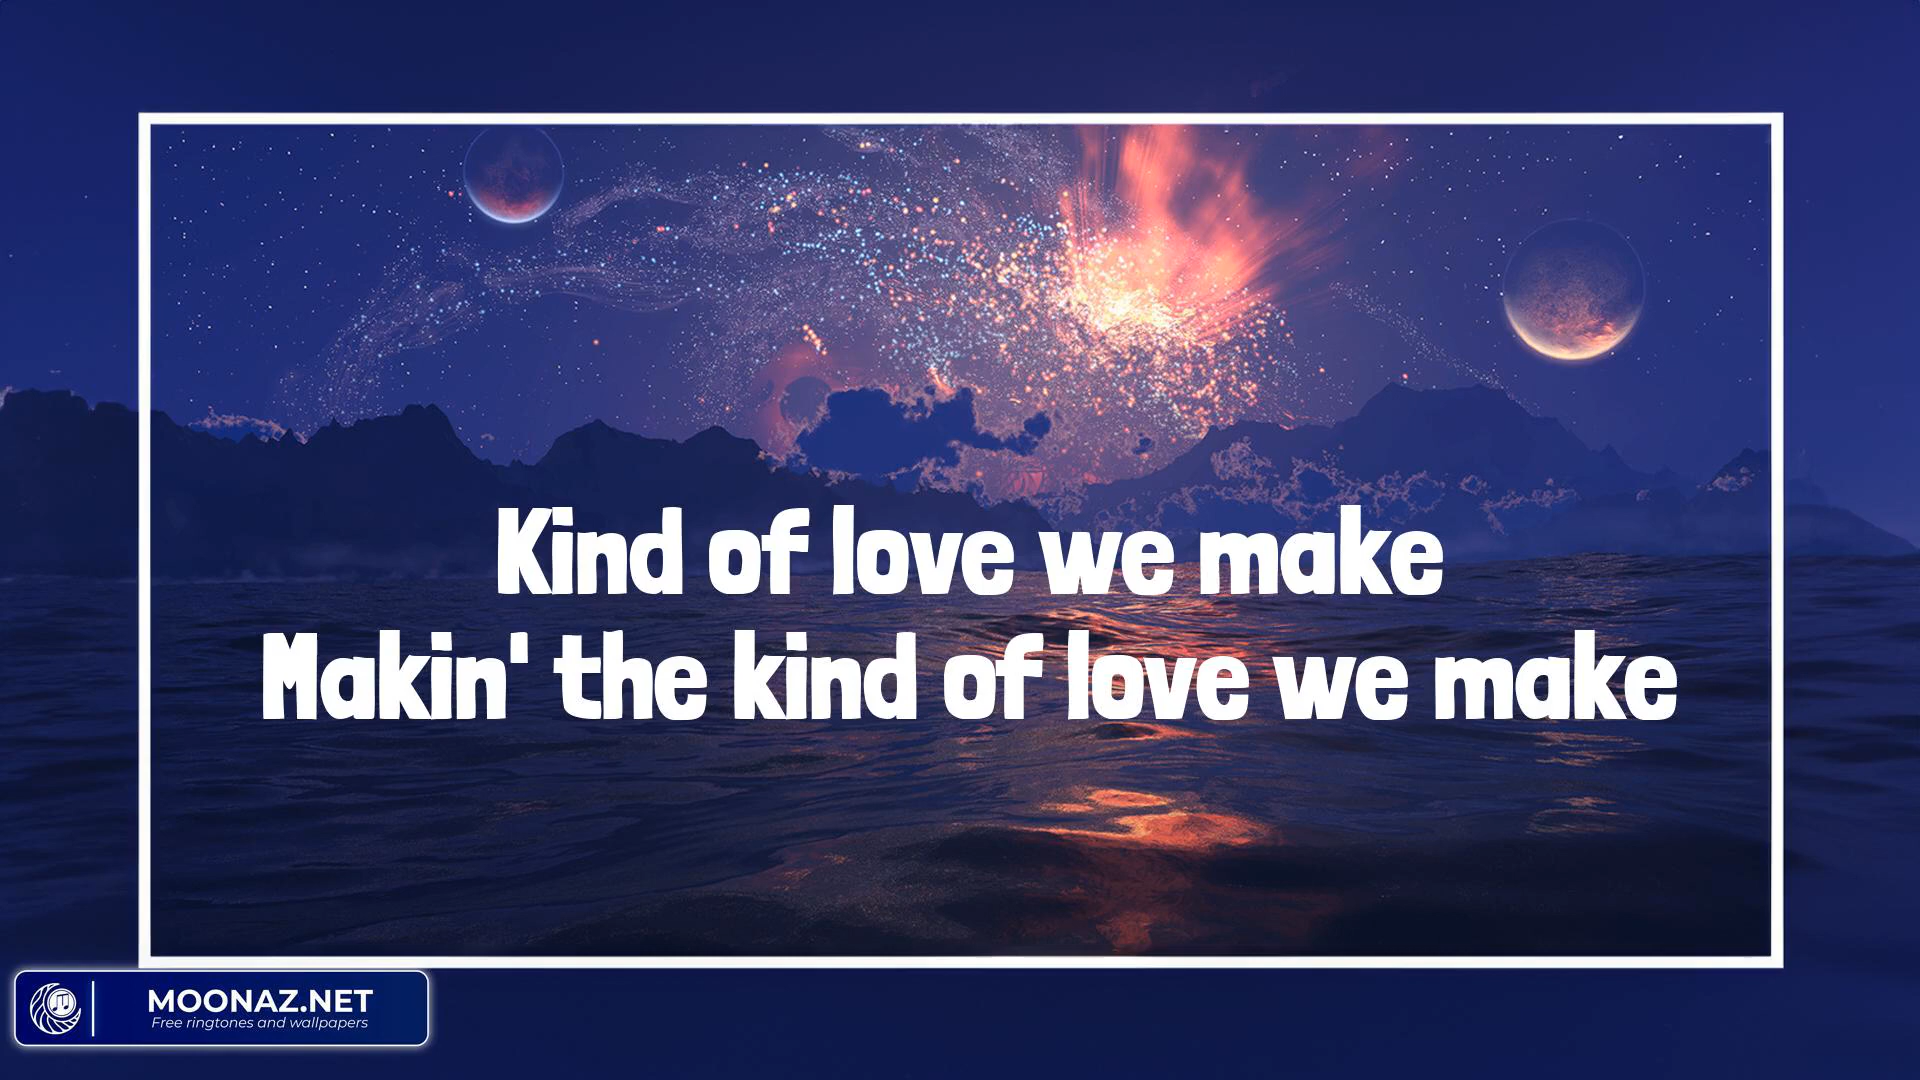 Kind of love we make
Makin' the kind of love we make
MOONAZ.NET
Free ringtones and wallpapers